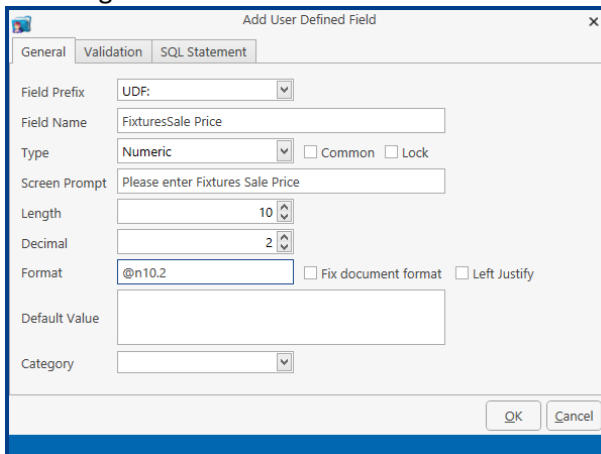 Add User Defined Field
General Validation SQL Statement
Field Prefix UDF:
Field Name FixturesSale Price
Type Numeric Common Lock
Screen Prompt Please enter Fixtures Sale Price
Length 10
Decimal 2
Format @n10.2 Fix document format Left Justify
Default Value
Category
OK Cancel